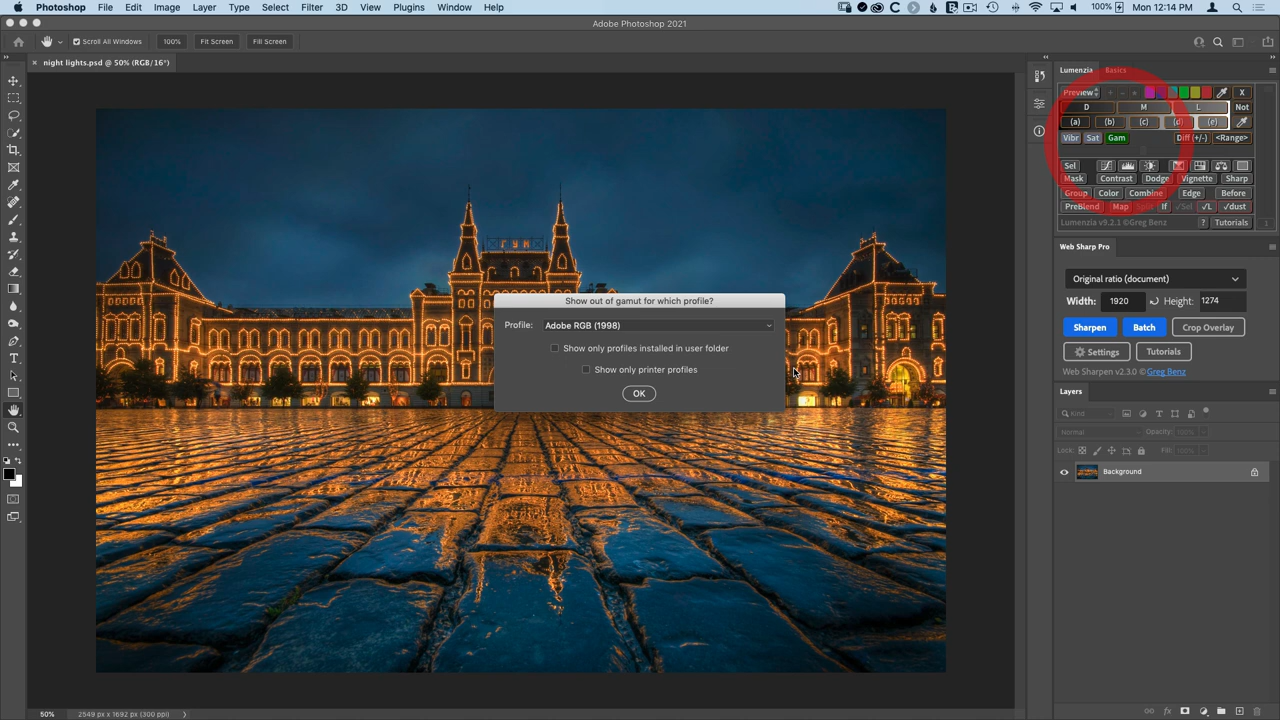 Photoshop File Edit Image Layer Type Select Filter 3D View Plugins Window Help 100% Mon 12:14 PM
Adobe Photoshop 2021
Scroll All Windows 100% Fit Screen Fill Screen
night lights.psd @ 50% (RGB/16*)
ГУМ
Show out of gamut for which profile?
Profile: Adobe RGB (1998)
Show only profiles installed in user folder
Show only printer profiles
OK
50% 2549 px x 1692 px (300 ppi)
Lumenzia Basics
Preview X
D M L Not
(a) (b) (c) (d) (e)
Vibr Sat Gam Diff (+/-) <Range>
Sel
Mask Contrast Dodge Vignette Sharp
Group Color Combine Edge Before
PreBlend Map Split If √Sel √L √dust
Lumenzia v9.2.1 ©Greg Benz ? Tutorials
Web Sharp Pro
Original ratio (document)
Width: 1920 Height: 1274
Sharpen Batch Crop Overlay
Settings Tutorials
Web Sharpen v2.3.0 ©Greg Benz
Layers
Kind
Normal Opacity: 100%
Lock: Fill: 100%
Background
fx